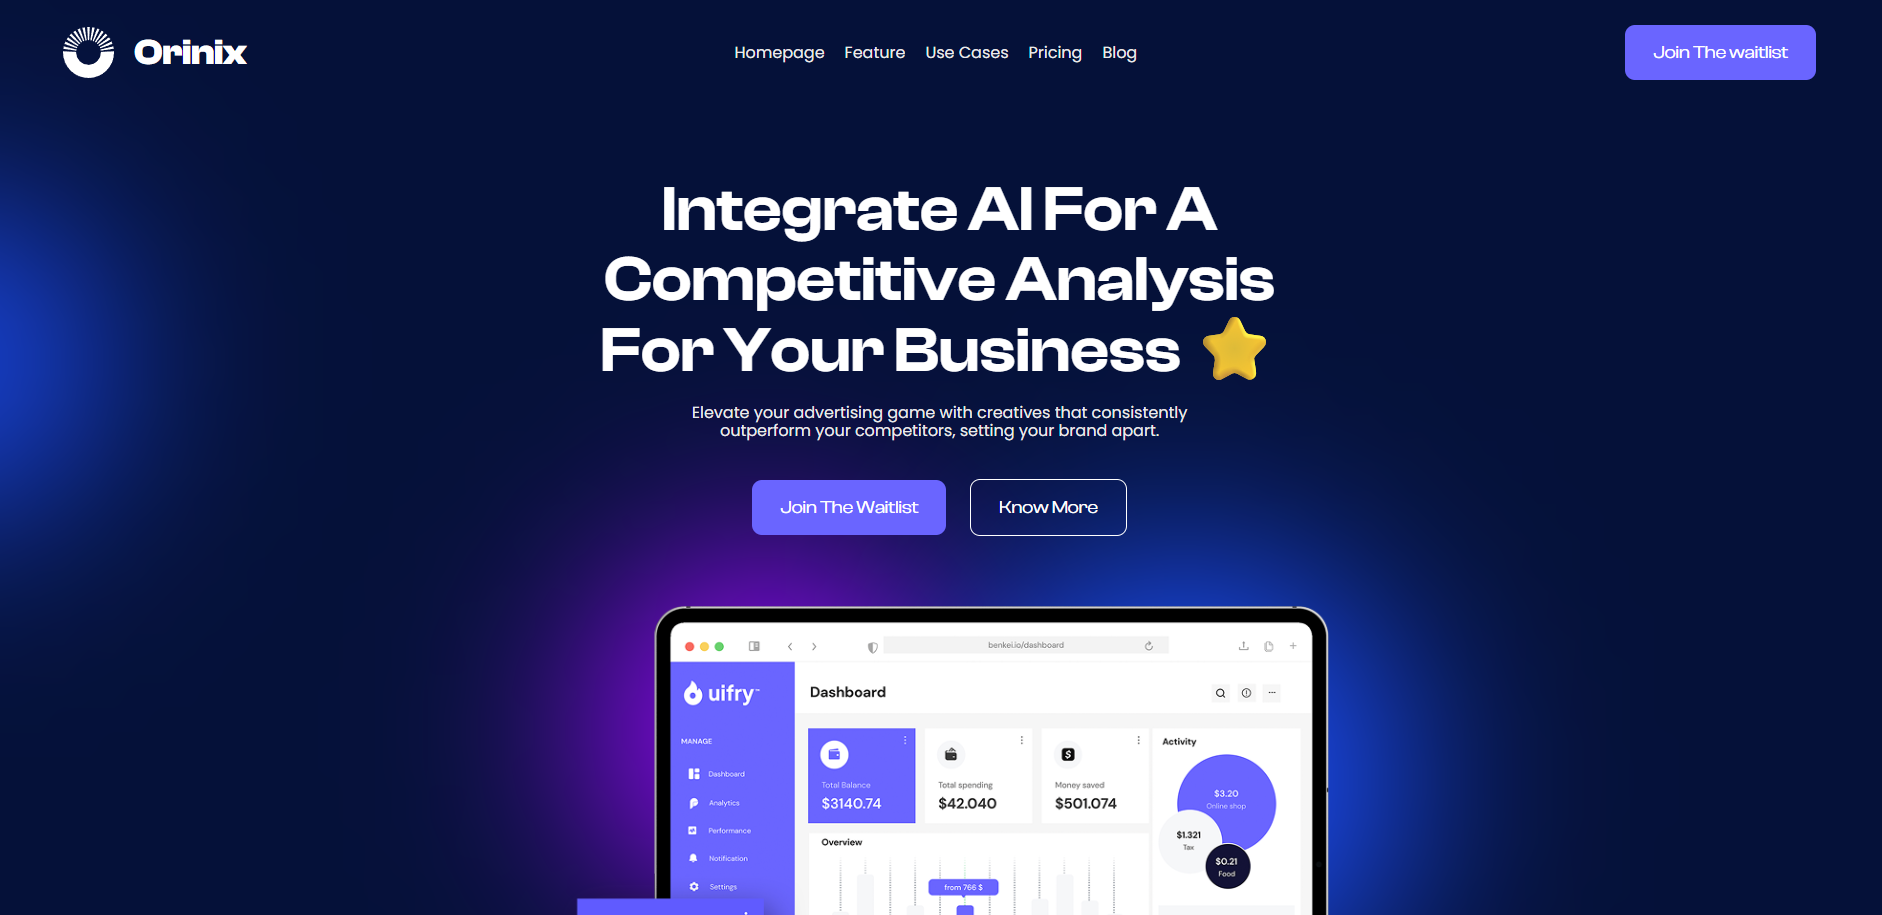 Orinix
Homepage Feature Use Cases Pricing Blog
Join The waitlist
Integrate AI For A
Competitive Analysis
For Your Business
Elevate your advertising game with creatives that consistently
outperform your competitors, setting your brand apart.
Join The Waitlist
Know More
benkei.io/dashboard
uifry™
Dashboard
MANAGE
Dashboard
Analytics
Performance
Notification
Settings
Total Balance
$3140.74
Total spending
$42.040
Money saved
$501.074
Activity
$3.20
Online shop
$1.321
Tax
$0.21
Food
Overview
from 766 $